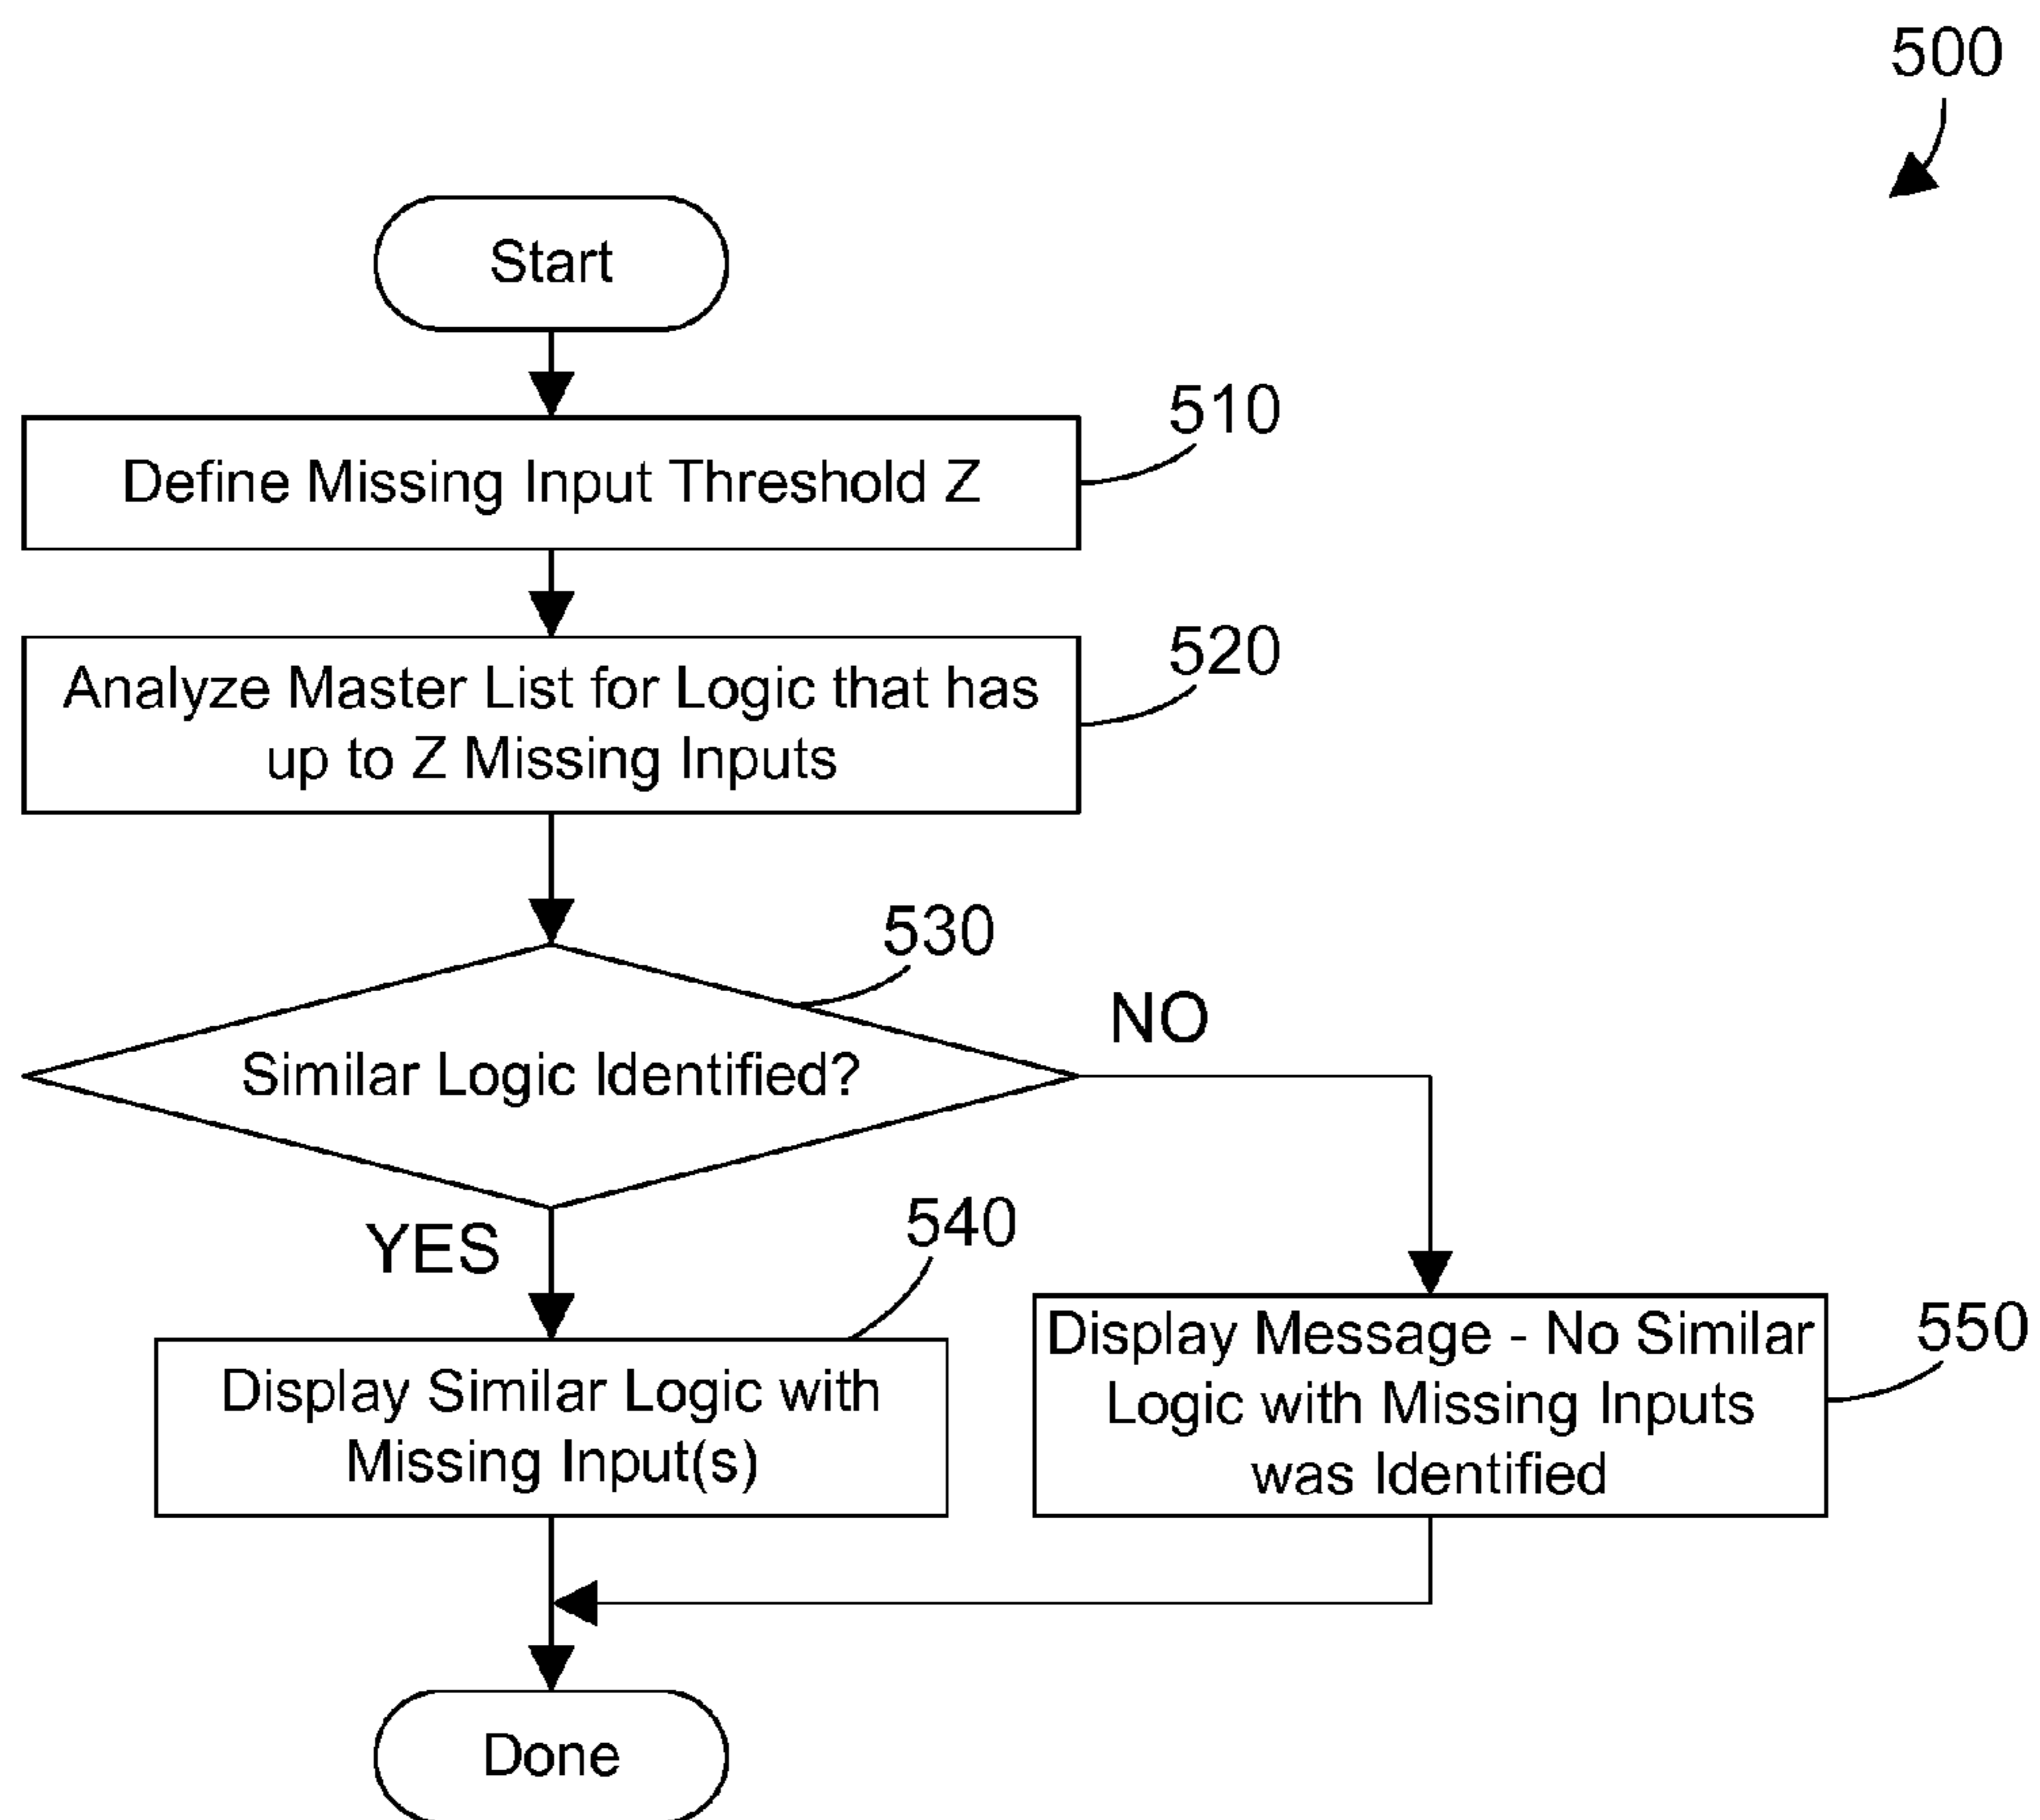 500
Start
510
Define Missing Input Threshold Z
520
Analyze Master List for Logic that has
up to Z Missing Inputs
530
Similar Logic Identified?
NO
YES
540
Display Similar Logic with
Missing Input(s)
550
Display Message - No Similar
Logic with Missing Inputs
was Identified
Done